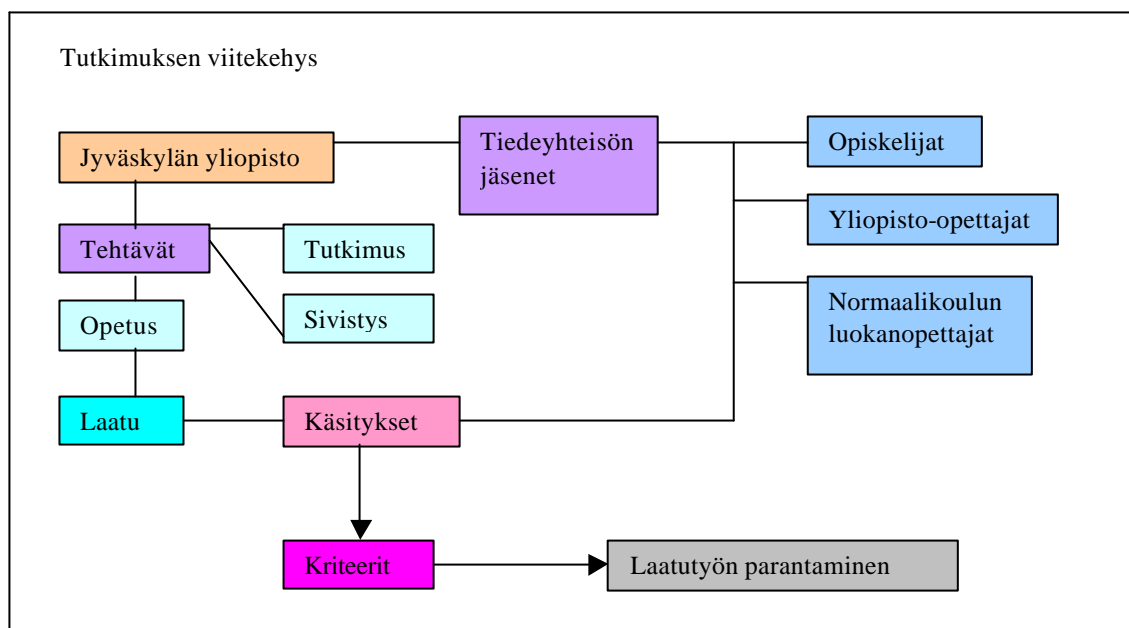 Tutkimuksen viitekehys
Jyväskylän yliopisto
Tiedeyhteisön
jäsenet
Opiskelijat
Yliopisto-opettajat
Tehtävät
Tutkimus
Normaalikoulun
luokanopettajat
Opetus
Sivistys
Laatu
Käsitykset
Kriteerit
Laatutyön parantaminen